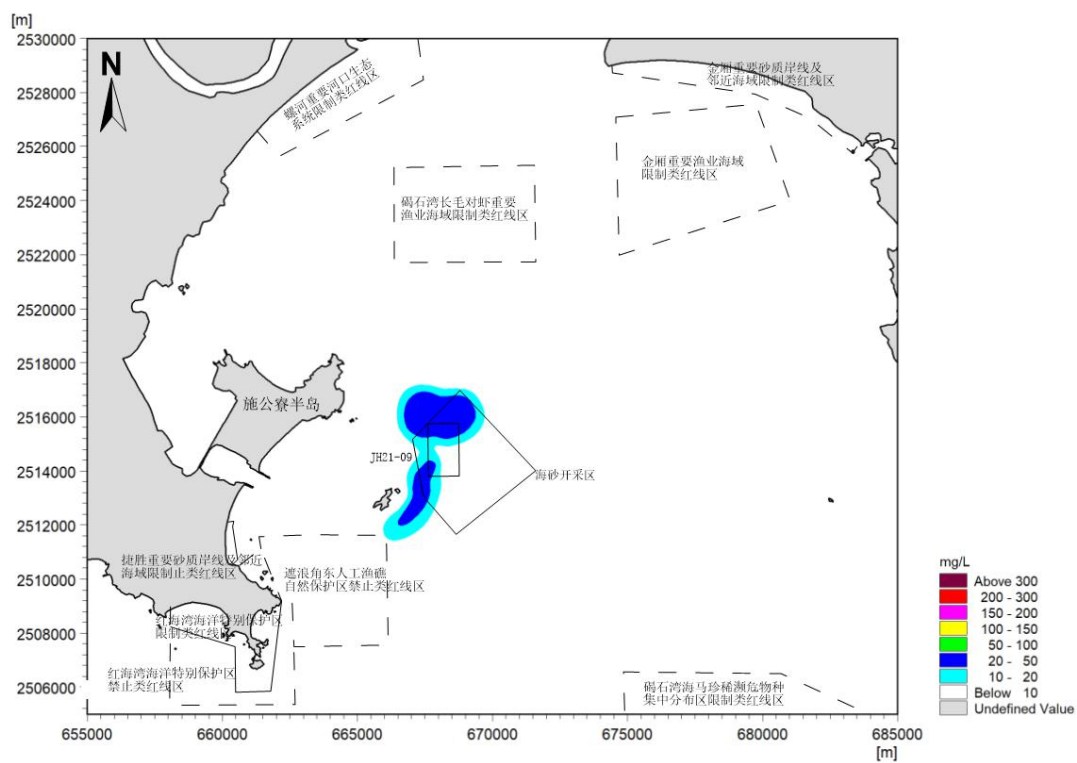 [m]
2530000
2528000
2526000
2524000
2522000
2520000
2518000
2516000
2514000
2512000
2510000
2508000
2506000
N
螺河重要河口生态
系统限制类红线区
金厢重要砂质岸线及
邻近海域限制类红线区
金厢重要渔业海域
限制类红线区
碣石湾长毛对虾重要
渔业海域限制类红线区
施公寮半岛
JH21-09
海砂开采区
捷胜重要砂质岸线及邻近
海域限制止类红线区
遮浪角东人工渔礁
自然保护区禁止类红线区
红海湾海洋特别保护区
限制类红线区
红海湾海洋特别保护区
禁止类红线区
碣石湾海马珍稀濒危物种
集中分布区限制类红线区
655000 660000 665000 670000 675000 680000 685000
[m]
mg/L
Above 300
200 - 300
150 - 200
100 - 150
50 - 100
20 - 50
10 - 20
Below 10
Undefined Value